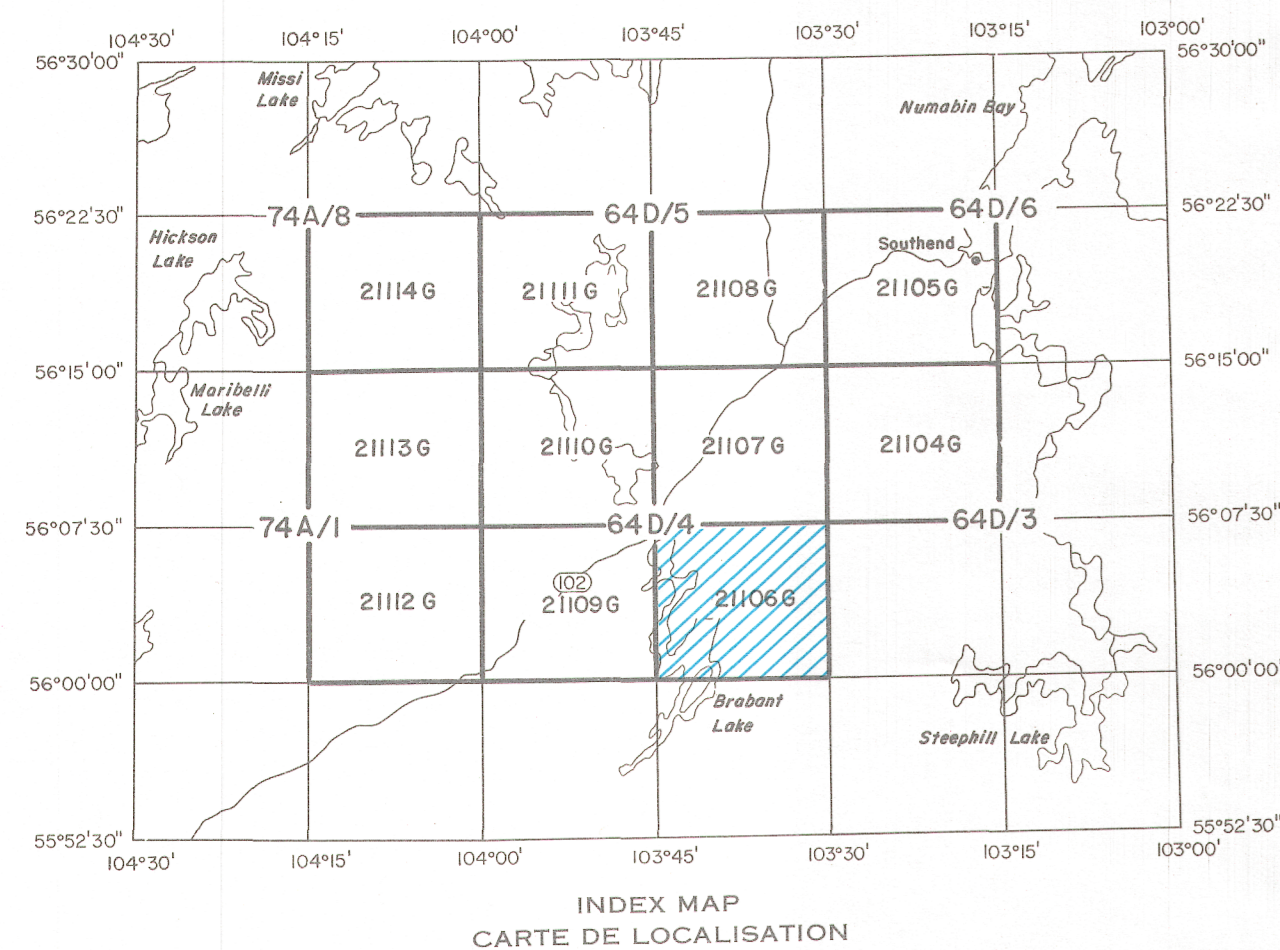 104°30' 104°15' 104°00' 103°45' 103°30' 103°15' 103°00'
56°30'00" 56°30'00"
Missi
Lake
Numabin Bay
56°22'30" 74A/8 64D/5 64D/6 56°22'30"
Hickson
Lake
Southend
21114G 21111G 21108G 21105G
56°15'00" 56°15'00"
Maribelli
Lake
21113G 21110G 21107G 21104G
56°07'30" 74A/1 64D/4 64D/3 56°07'30"
102
21112G 21109G 21106G
56°00'00" 56°00'00"
Brabant
Lake
Steephill Lake
55°52'30" 55°52'30"
104°30' 104°15' 104°00' 103°45' 103°30' 103°15' 103°00'
INDEX MAP
CARTE DE LOCALISATION